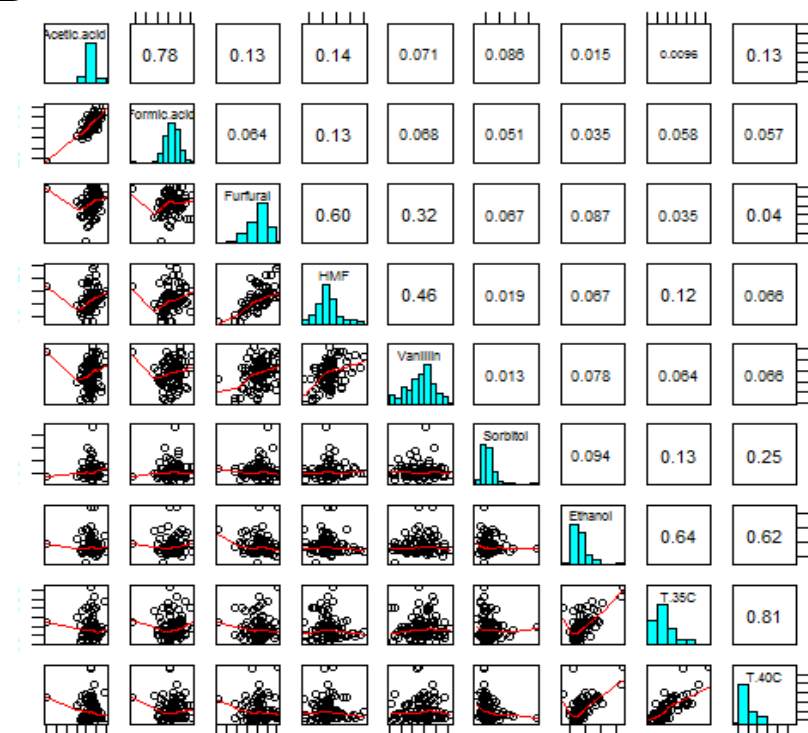 Acetic.acid 0.78 0.13 0.14 0.071 0.086 0.015 0.0096 0.13
Formic.acid 0.064 0.13 0.068 0.051 0.035 0.058 0.057
Furfural 0.60 0.32 0.067 0.087 0.035 0.04
HMF 0.46 0.019 0.067 0.12 0.066
Vanillin 0.013 0.078 0.064 0.066
Sorbitol 0.094 0.13 0.25
Ethanol 0.64 0.62
T.35C 0.81
T.40C